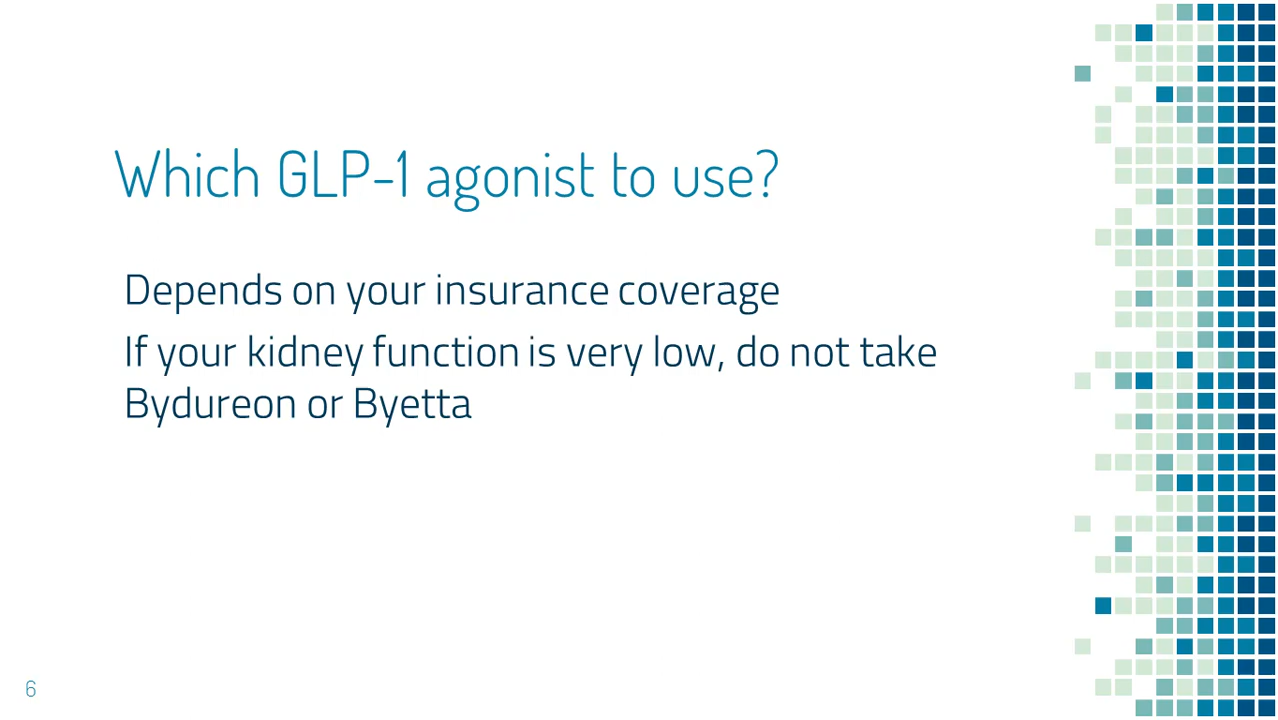 Which GLP-1 agonist to use?
Depends on your insurance coverage
If your kidney function is very low, do not take
Bydureon or Byetta
6